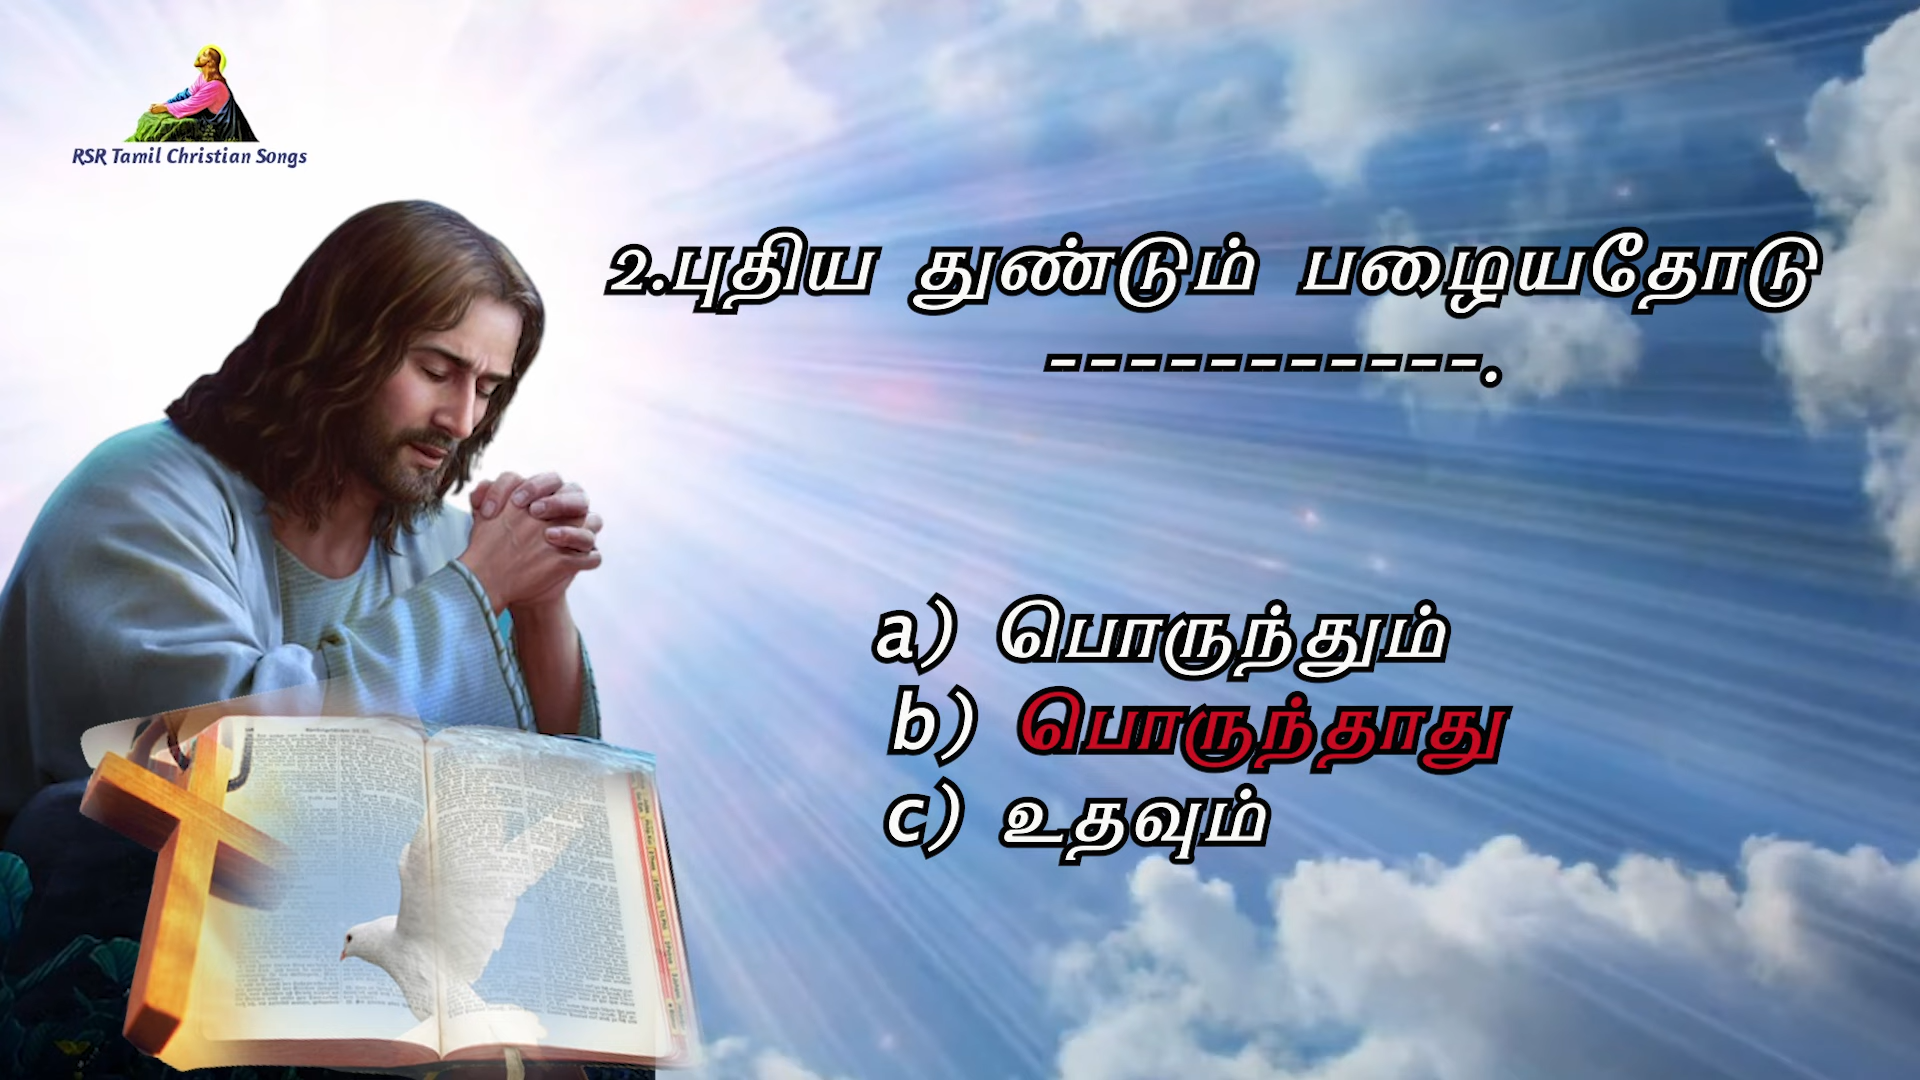 RSR Tamil Christian Songs
2.புதிய துண்டும் பழையதோடு
-----------.
a) பொருந்தும்
b) பொருந்தாது
c) உதவும்